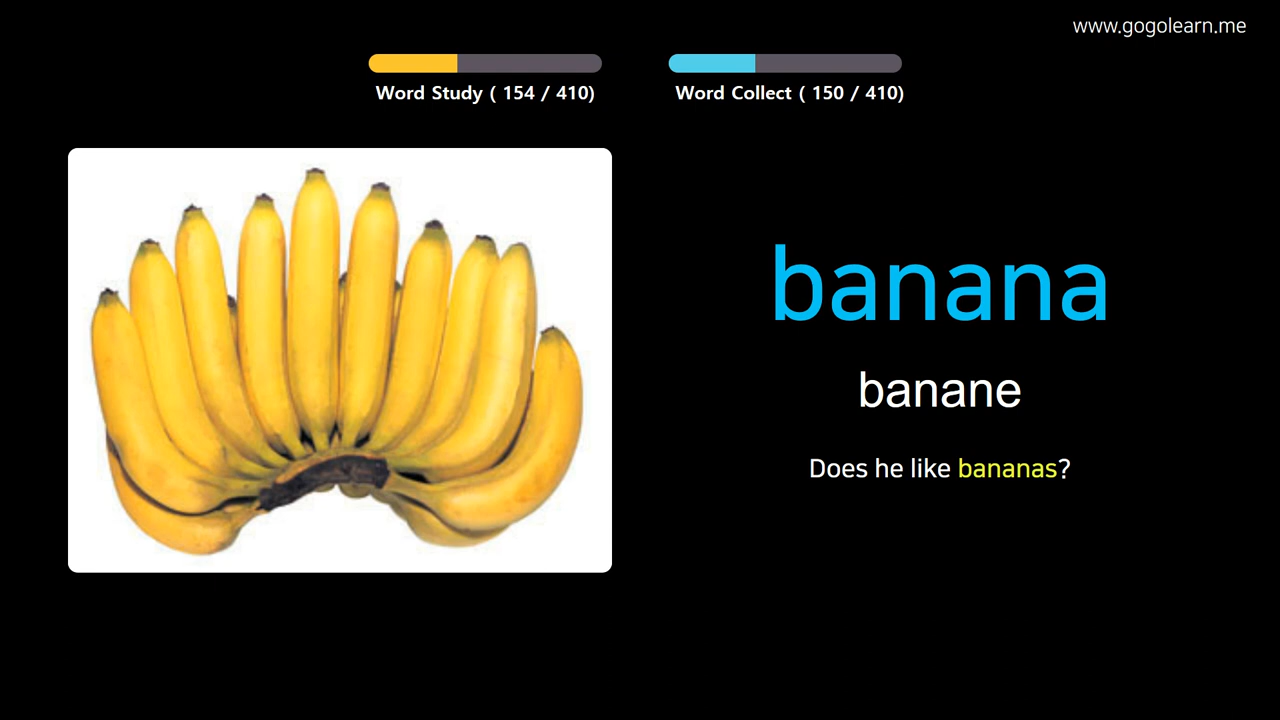 www.gogolearn.me
Word Study ( 154 / 410)
Word Collect ( 150 / 410)
banana
banane
Does he like bananas?